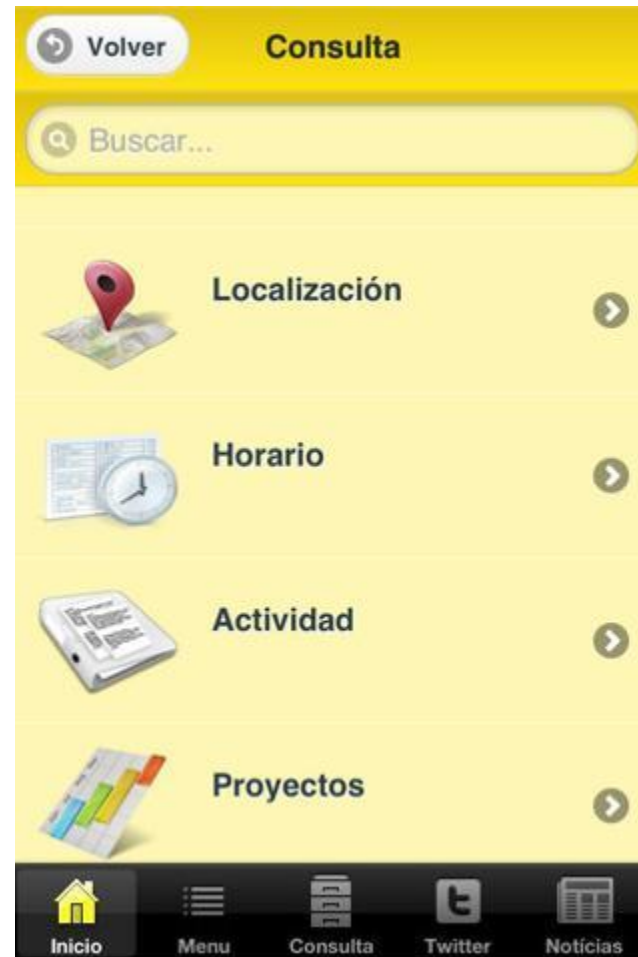 Volver
Consulta
Buscar...
Localización
Horario
Actividad
Proyectos
Inicio
Menu
Consulta
Twitter
Notícias